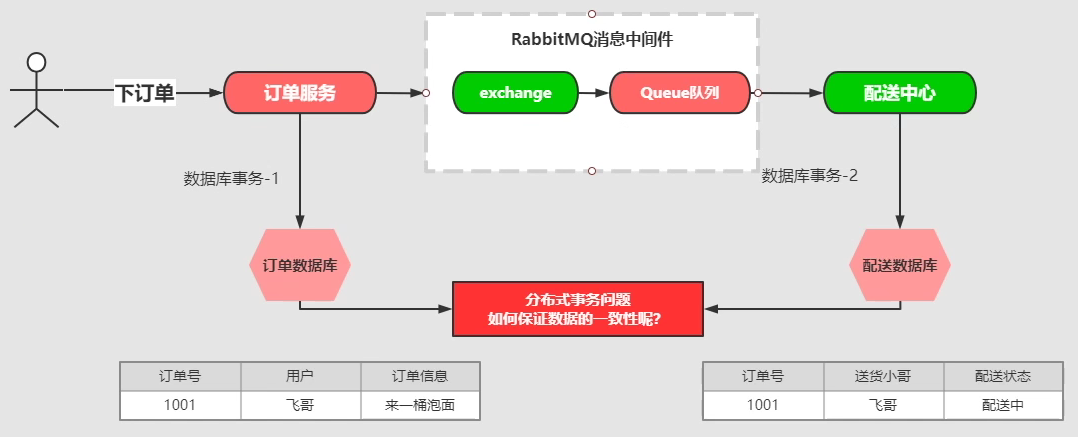 RabbitMQ消息中间件
下订单
订单服务
exchange
Queue队列
配送中心
数据库事务-1
数据库事务-2
订单数据库
配送数据库
分布式事务问题
如何保证数据的一致性呢？
订单号 用户 订单信息
1001 飞哥 来一桶泡面
订单号 送货小哥 配送状态
1001 飞哥 配送中